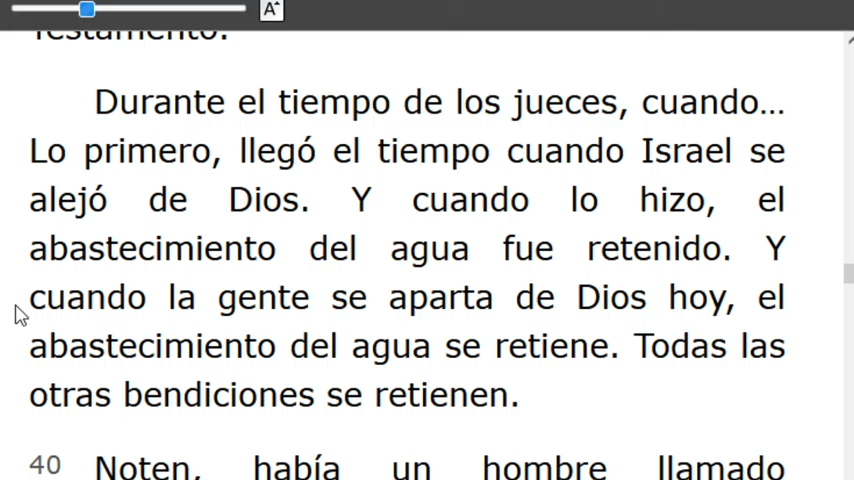 Testamento.
Durante el tiempo de los jueces, cuando...
Lo primero, llegó el tiempo cuando Israel se
alejó de Dios. Y cuando lo hizo, el
abastecimiento del agua fue retenido. Y
cuando la gente se aparta de Dios hoy, el
abastecimiento del agua se retiene. Todas las
otras bendiciones se retienen.
40 Noten, había un hombre llamado